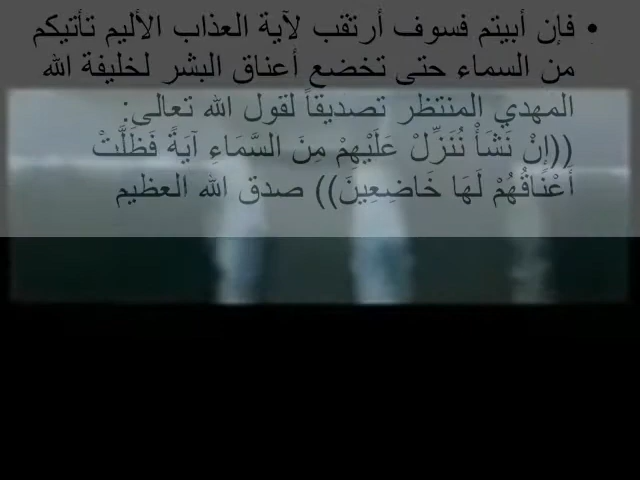 • فإن أبيتم فسوف أرتقب لآية العذاب الأليم تأتيكم
من السماء حتى تخضع أعناق البشر لخليفة الله
المهدي المنتظر تصديقاً لقول الله تعالى:
((إِنْ نَشَأْ نُنَزِّلْ عَلَيْهِمْ مِنَ السَّمَاءِ آيَةً فَظَلَّتْ
أَعْنَاقُهُمْ لَهَا خَاضِعِينَ)) صدق الله العظيم